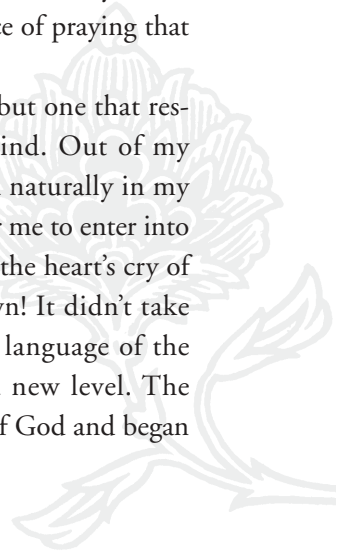 ce of praying that
but one that res-
ind. Out of my
naturally in my
me to enter into
the heart's cry of
n! It didn't take
language of the
new level. The
f God and began